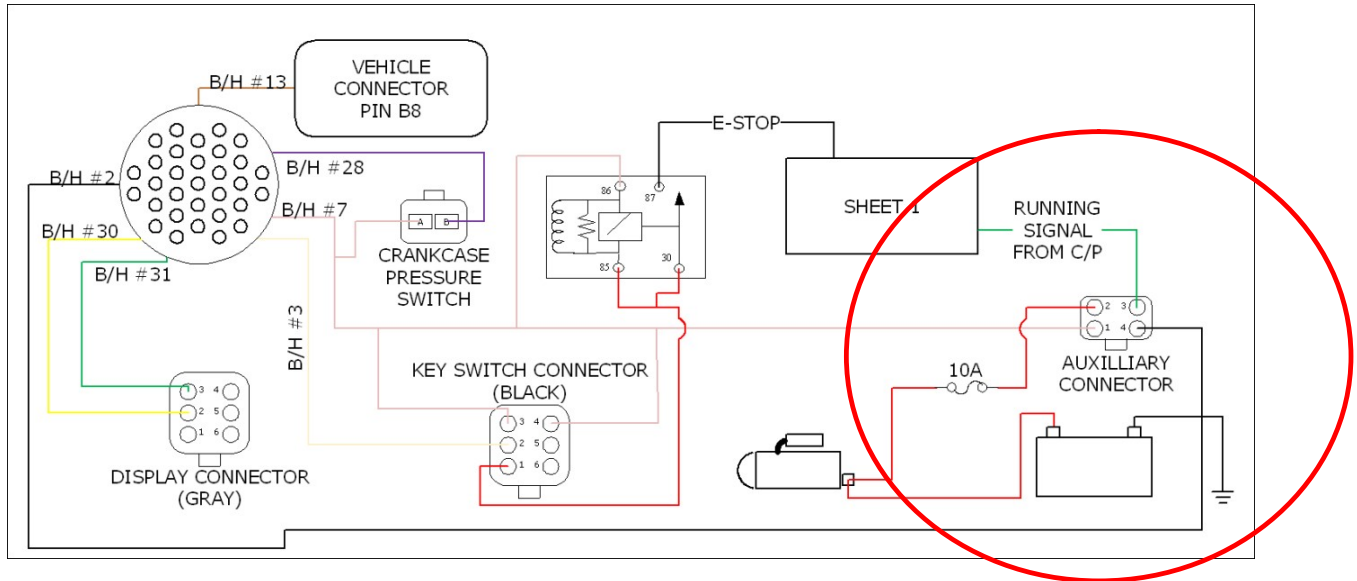 B/H #13
VEHICLE
CONNECTOR
PIN B8
E-STOP
B/H #28
B/H #2
B/H #7
86
87
A B
SHEET 1
RUNNING
SIGNAL
FROM C/P
B/H #30
CRANKCASE
PRESSURE
SWITCH
85
30
B/H #31
2 3
1 4
B/H #3
AUXILLIARY
CONNECTOR
10A
KEY SWITCH CONNECTOR
(BLACK)
3 4
2 5
1 6
3 4
2 5
1 6
DISPLAY CONNECTOR
(GRAY)